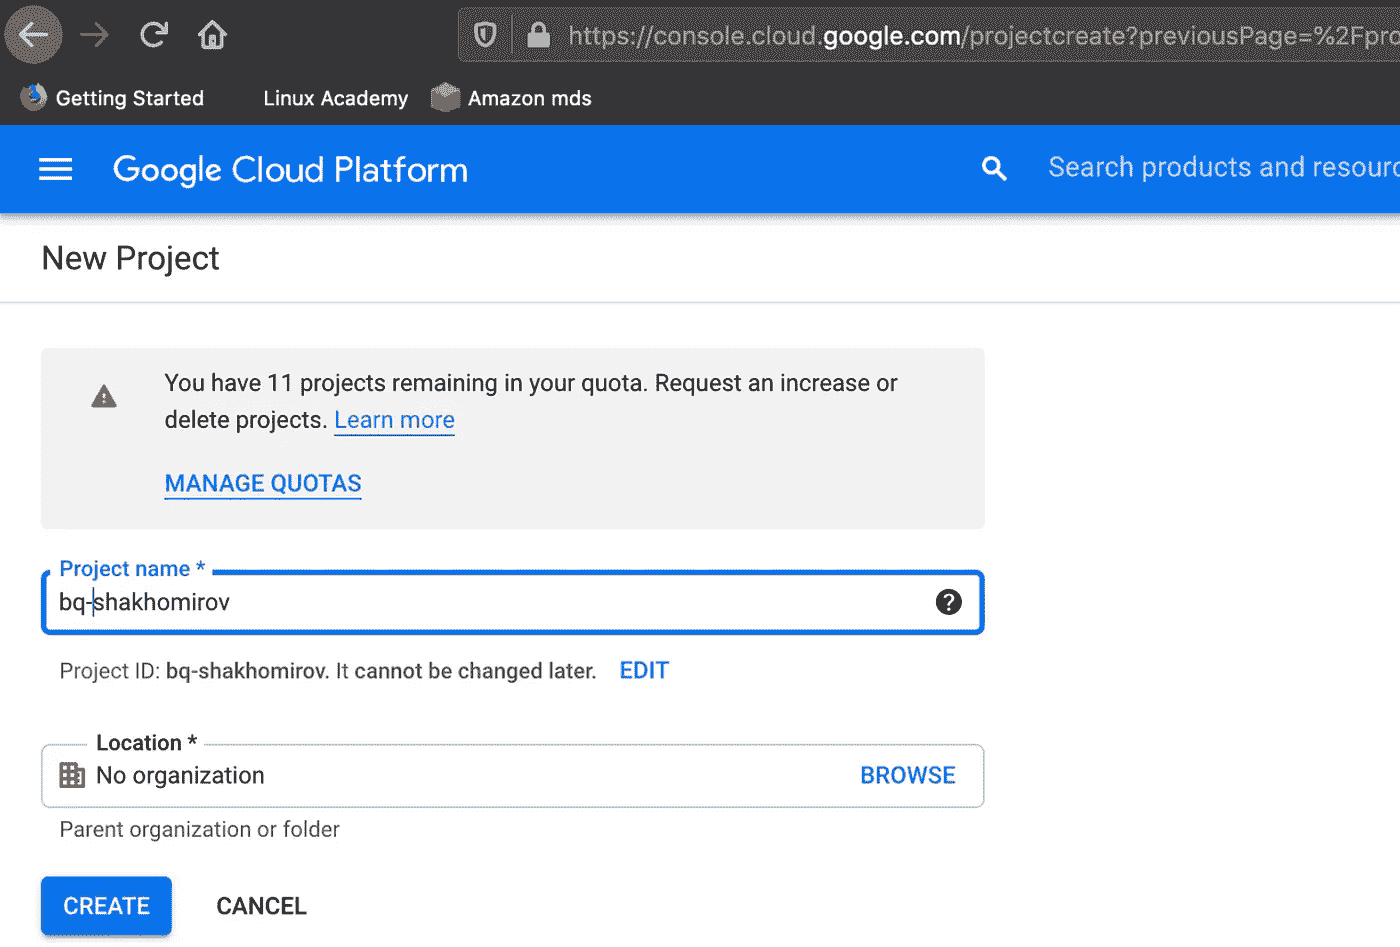 https://console.cloud.google.com/projectcreate?previousPage=%2Fpro
Getting Started Linux Academy Amazon mds
Google Cloud Platform Search products and resourc
New Project
You have 11 projects remaining in your quota. Request an increase or
delete projects. Learn more
MANAGE QUOTAS
Project name *
bq-shakhomirov
Project ID: bq-shakhomirov. It cannot be changed later. EDIT
Location *
No organization BROWSE
Parent organization or folder
CREATE CANCEL